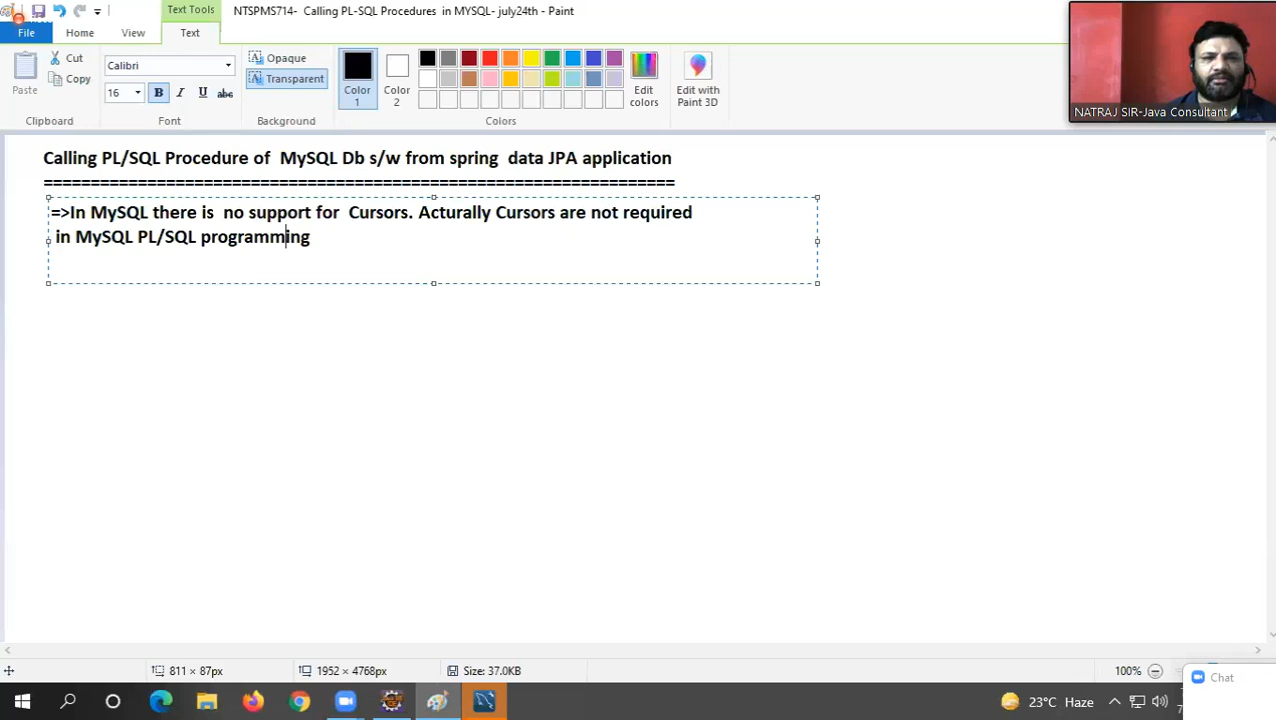 Text Tools
NTSPMS714- Calling PL-SQL Procedures in MYSQL- july24th - Paint
File
Home
View
Text
Cut
Copy
Paste
Clipboard
Calibri
16
B
I
U
abc
Font
Opaque
Transparent
Background
Color
1
Color
2
Edit
colors
Edit with
Paint 3D
Colors
NATRAJ SIR-Java Consultant
Calling PL/SQL Procedure of MySQL Db s/w from spring data JPA application
====================================================================
=>In MySQL there is no support for Cursors. Acturally Cursors are not required
in MySQL PL/SQL programming
811 × 87px
1952 × 4768px
Size: 37.0KB
100%
Chat
23°C Haze